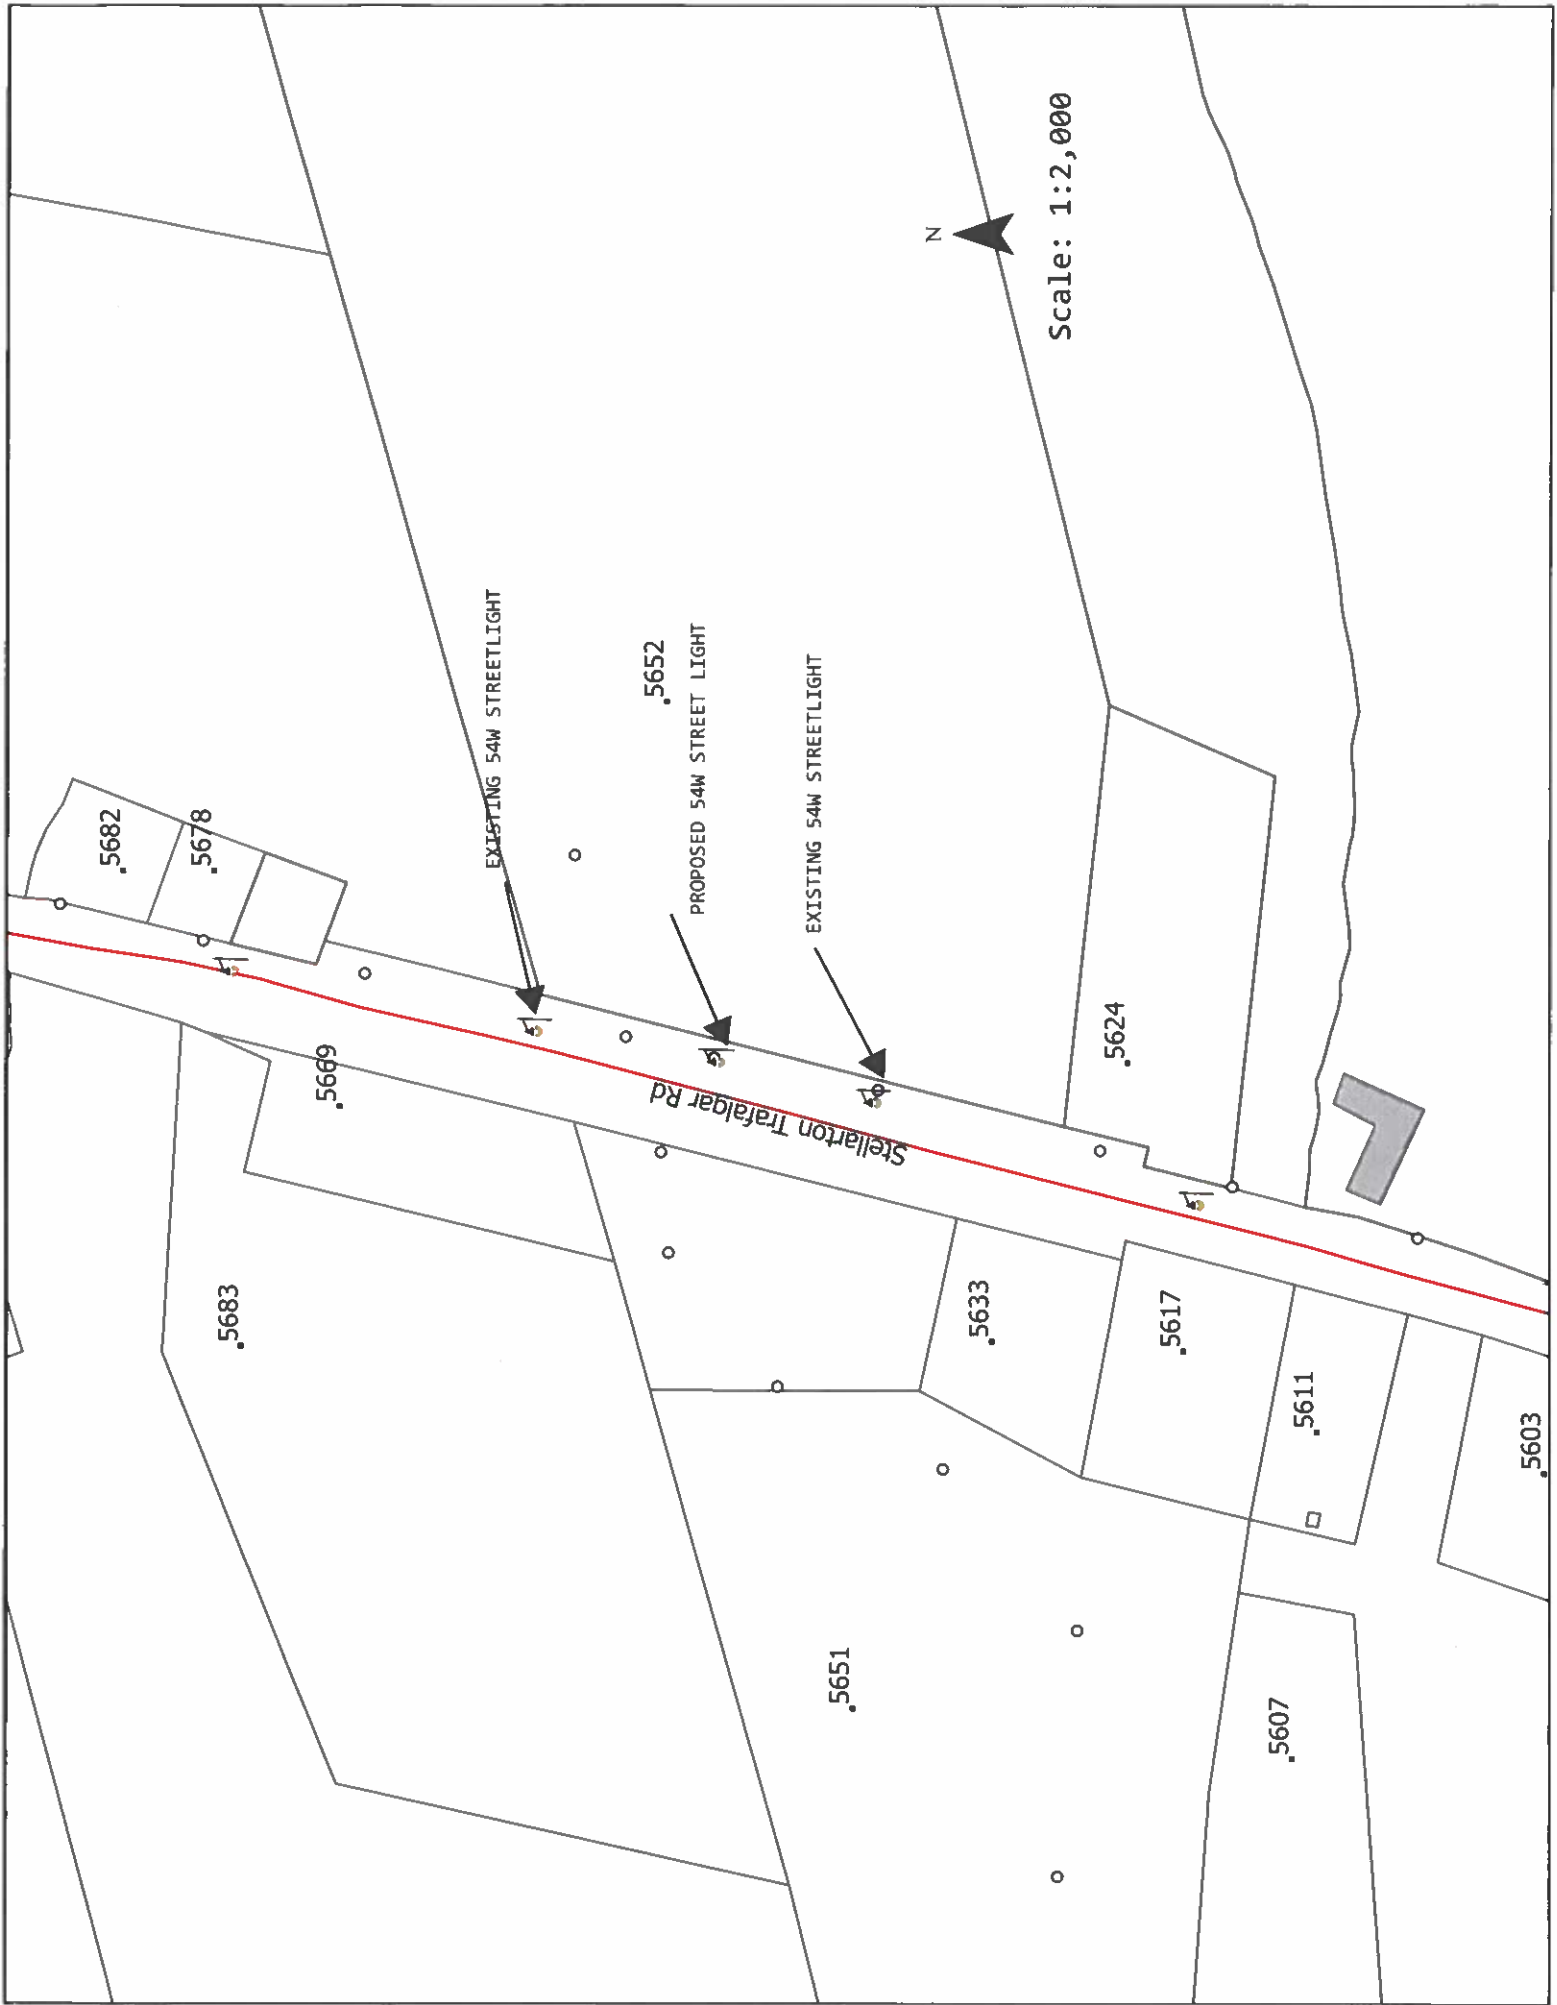 .5682
.5678
EXISTING 54W STREETLIGHT
.5652
PROPOSED 54W STREET LIGHT
EXISTING 54W STREETLIGHT
N
Scale: 1:2,000
.5669
Stellarton Trafalgar Rd
.5624
.5683
.5633
.5617
.5611
.5603
.5651
.5607